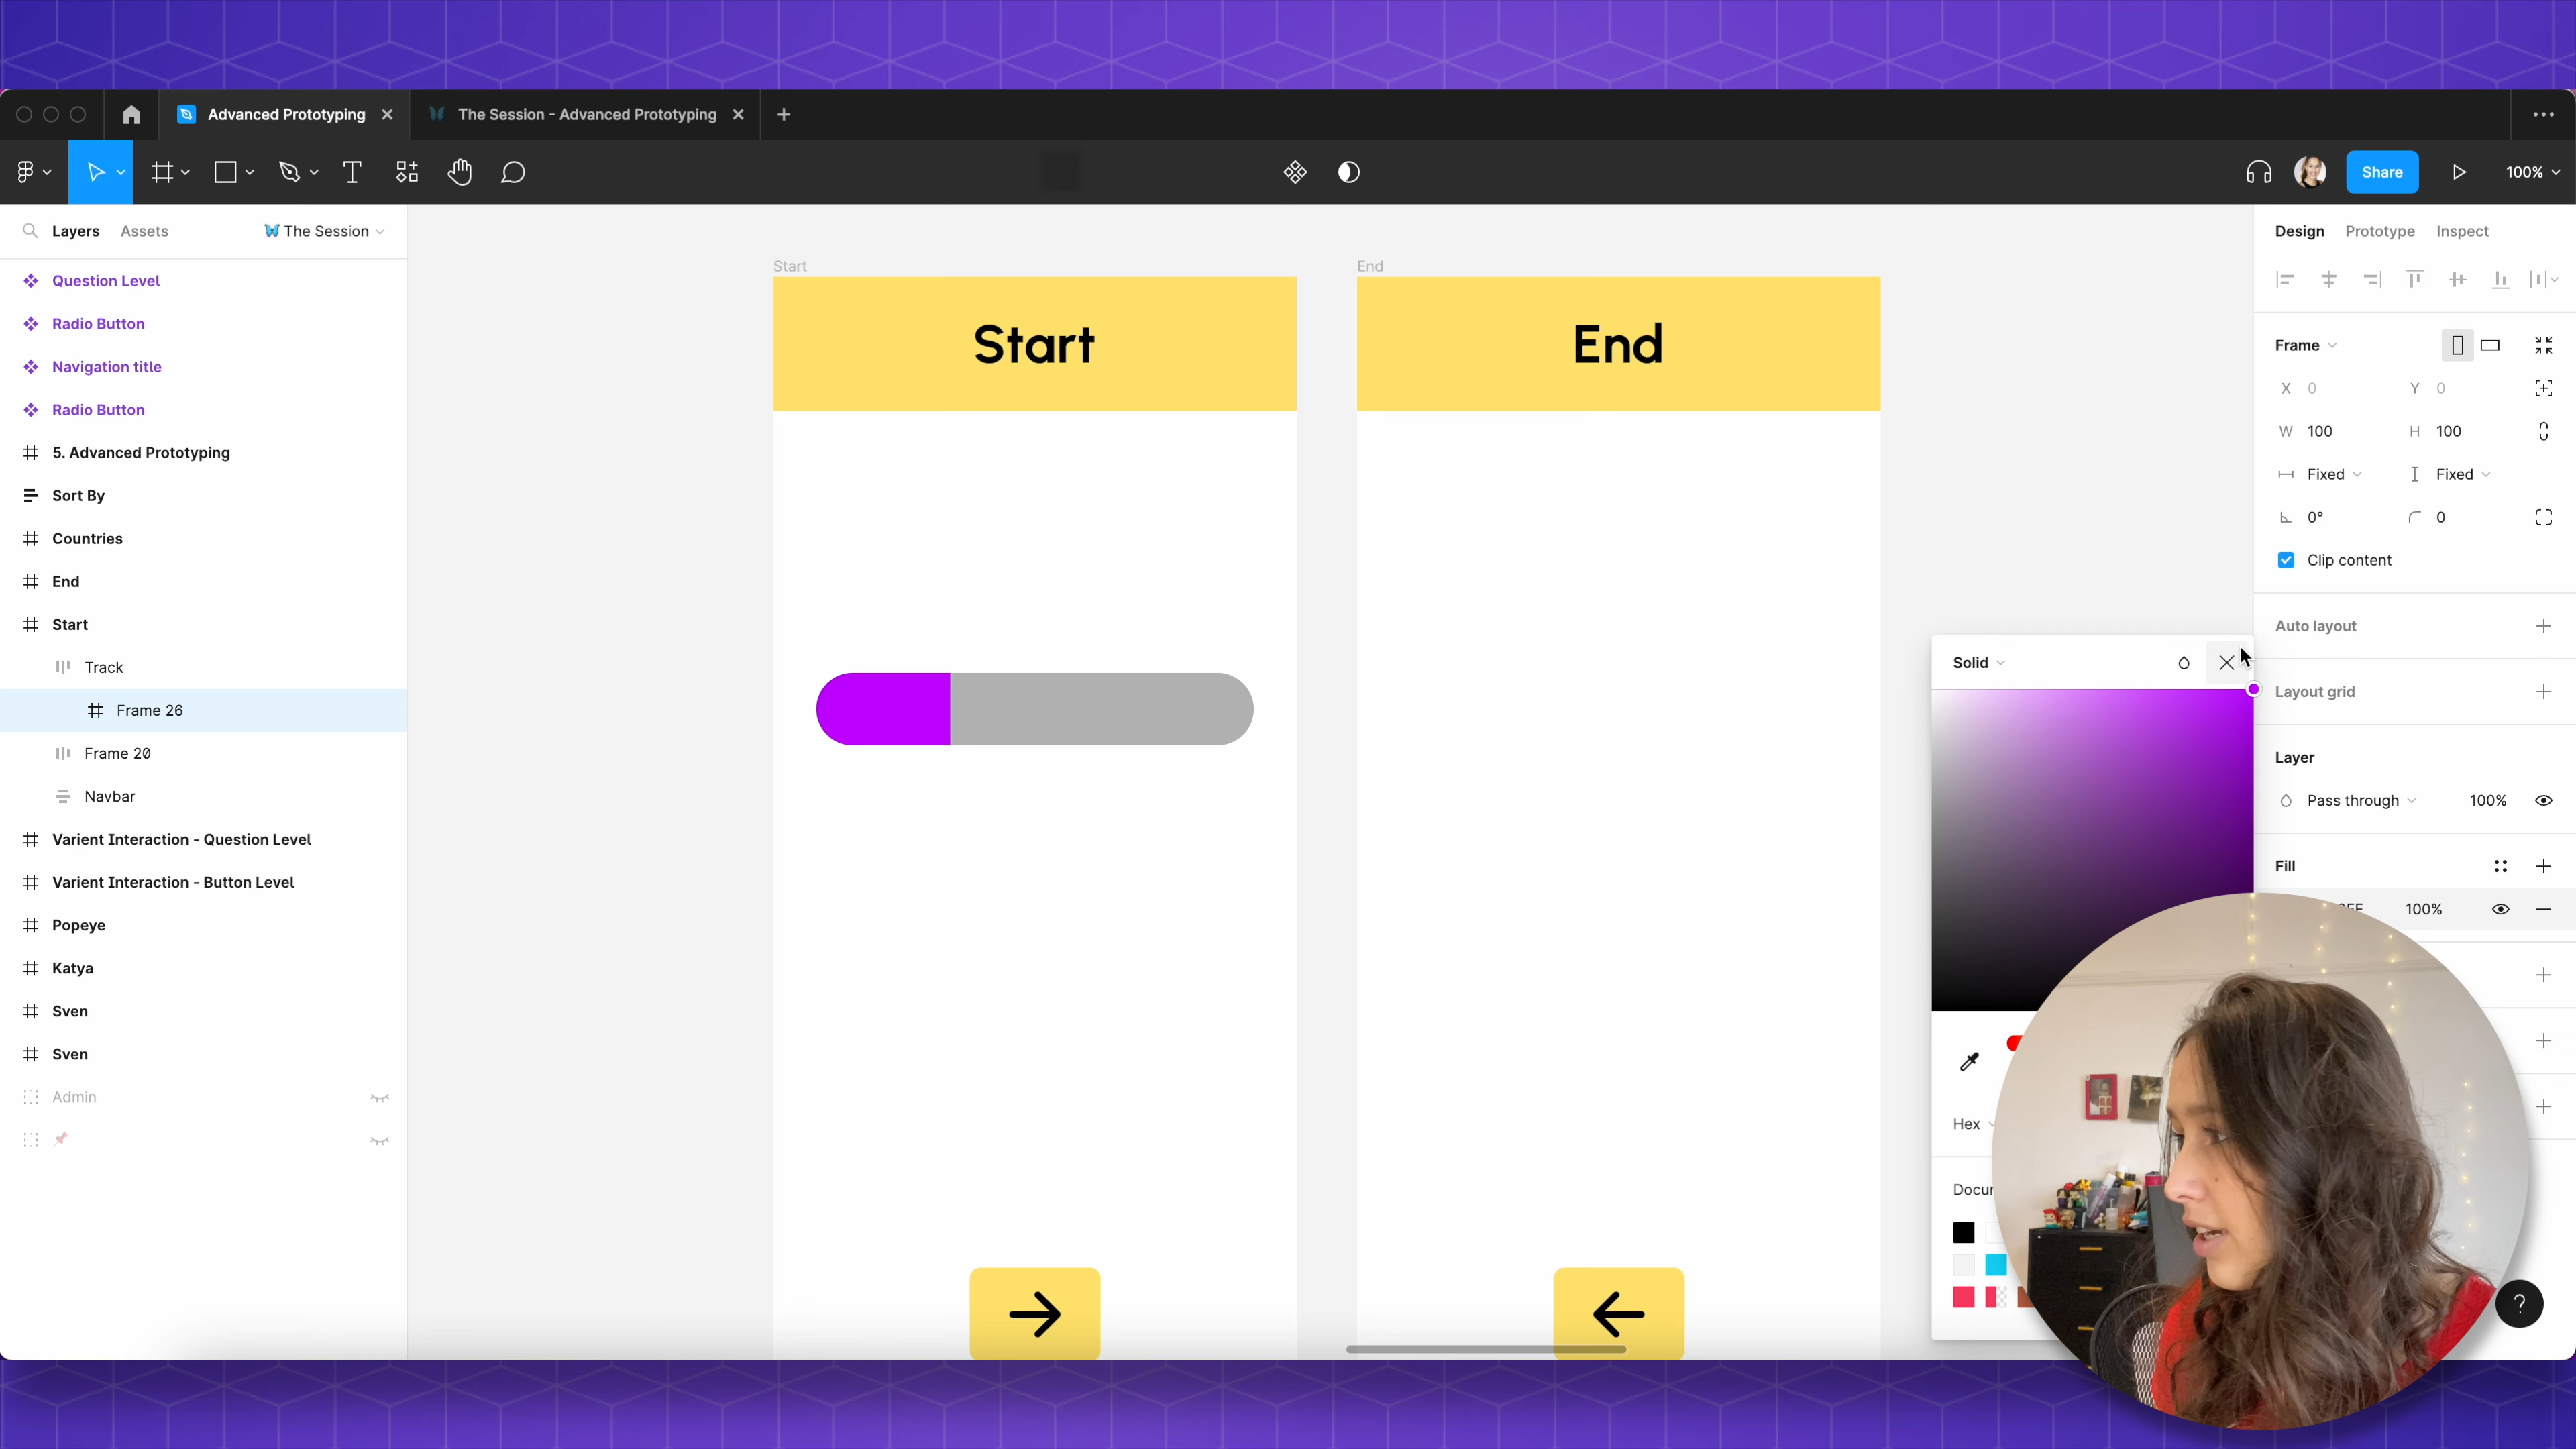 Advanced Prototyping
The Session - Advanced Prototyping
Share
100%
Layers
Assets
The Session
Question Level
Radio Button
Navigation title
Radio Button
5. Advanced Prototyping
Sort By
Countries
End
Start
Track
Frame 26
Frame 20
Navbar
Varient Interaction - Question Level
Varient Interaction - Button Level
Popeye
Katya
Sven
Sven
Admin
Start
Start
End
End
Solid
Hex
Design
Prototype
Inspect
Frame
X 0
Y 0
W 100
H 100
Fixed
Fixed
0°
0
Clip content
Auto layout
Layout grid
Layer
Pass through
100%
Fill
100%
?